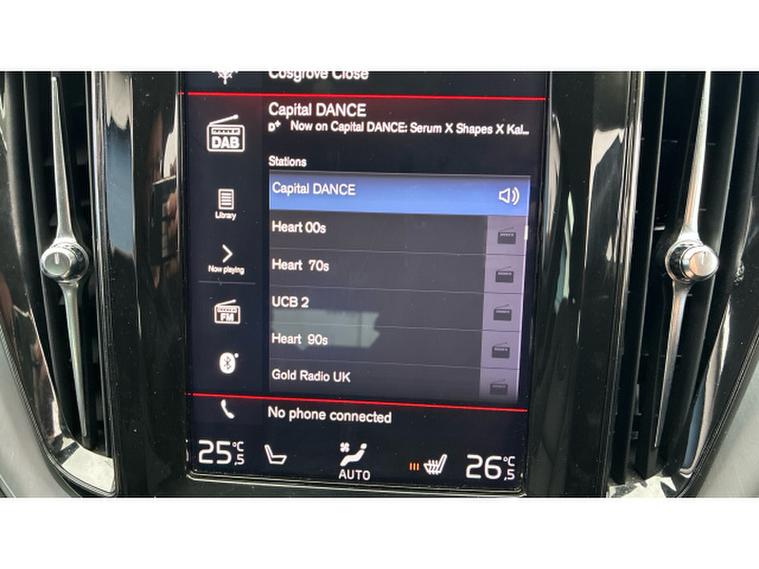 Cosgrove Close
Capital DANCE
D+ Now on Capital DANCE: Serum X Shapes X Kal...
DAB
Stations
Capital DANCE
Library
Heart 00s
Now playing
Heart 70s
FM
UCB 2
Heart 90s
Gold Radio UK
No phone connected
25,5 °C
AUTO
26,5 °C